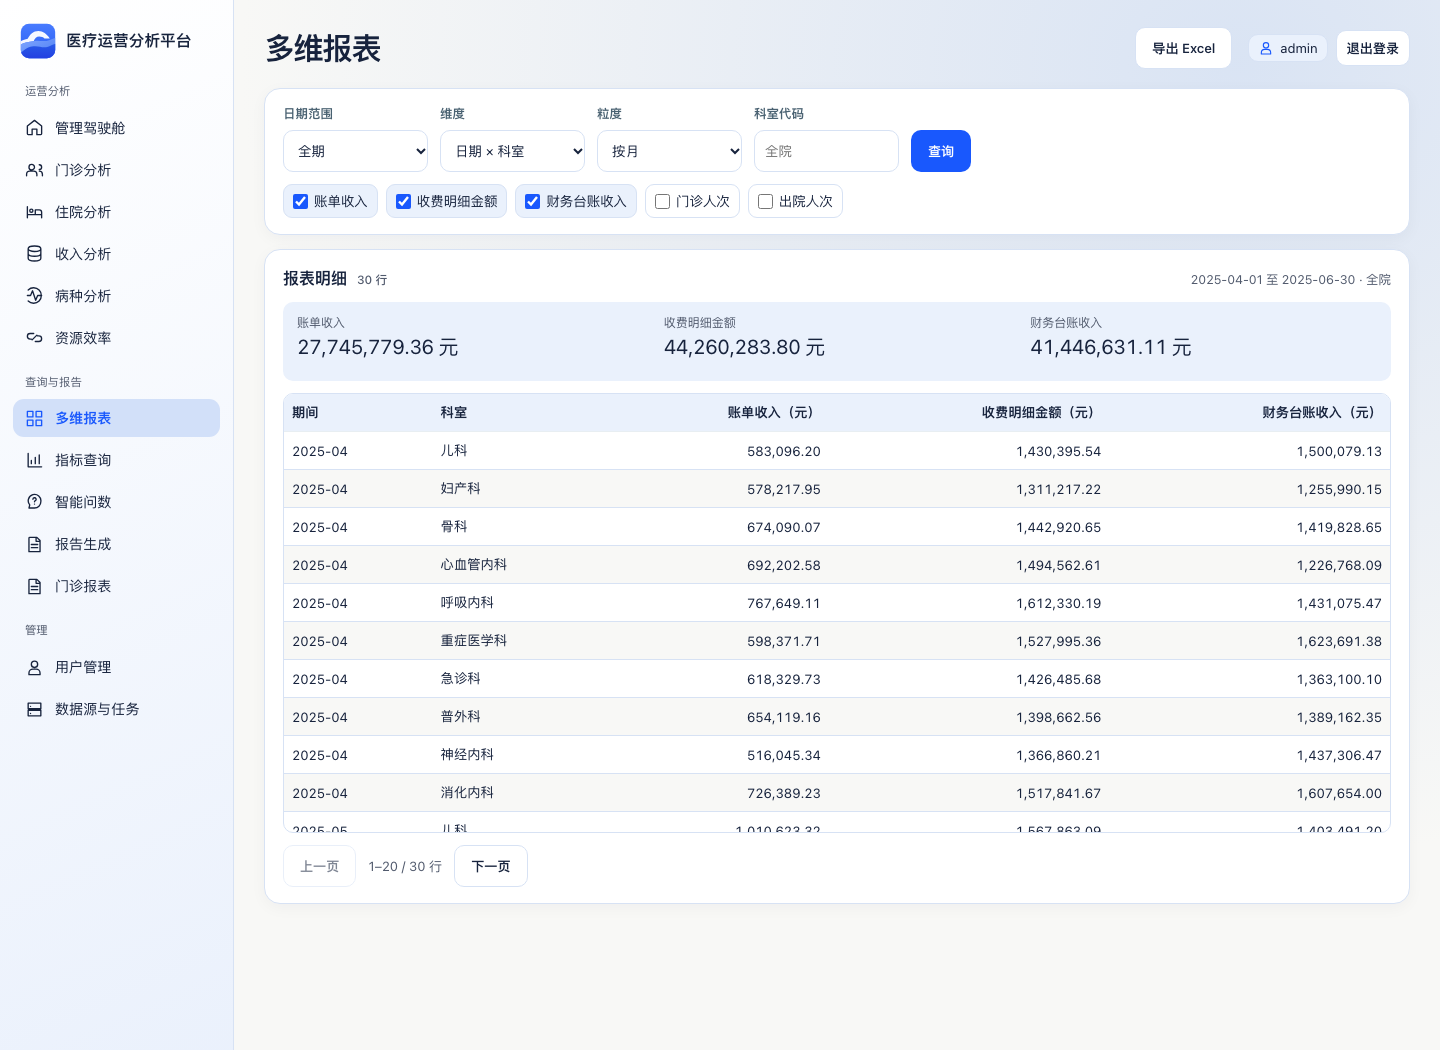 医疗运营分析平台
运营分析
管理驾驶舱
门诊分析
住院分析
收入分析
病种分析
资源效率
查询与报告
多维报表
指标查询
智能问数
报告生成
门诊报表
管理
用户管理
数据源与任务
多维报表
导出 Excel
admin
退出登录
日期范围 维度 粒度 科室代码
全期 日期 × 科室 按月 全院 查询
账单收入 收费明细金额 财务台账收入 门诊人次 出院人次
报表明细 30 行 2025-04-01 至 2025-06-30 · 全院
账单收入 收费明细金额 财务台账收入
27,745,779.36 元 44,260,283.80 元 41,446,631.11 元
期间 科室 账单收入（元） 收费明细金额（元） 财务台账收入（元）
2025-04 儿科 583,096.20 1,430,395.54 1,500,079.13
2025-04 妇产科 578,217.95 1,311,217.22 1,255,990.15
2025-04 骨科 674,090.07 1,442,920.65 1,419,828.65
2025-04 心血管内科 692,202.58 1,494,562.61 1,226,768.09
2025-04 呼吸内科 767,649.11 1,612,330.19 1,431,075.47
2025-04 重症医学科 598,371.71 1,527,995.36 1,623,691.38
2025-04 急诊科 618,329.73 1,426,485.68 1,363,100.10
2025-04 普外科 654,119.16 1,398,662.56 1,389,162.35
2025-04 神经内科 516,045.34 1,366,860.21 1,437,306.47
2025-04 消化内科 726,389.23 1,517,841.67 1,607,654.00
2025-05 儿科 1,010,623.32 1,567,863.09 1,403,491.20
上一页 1–20 / 30 行 下一页